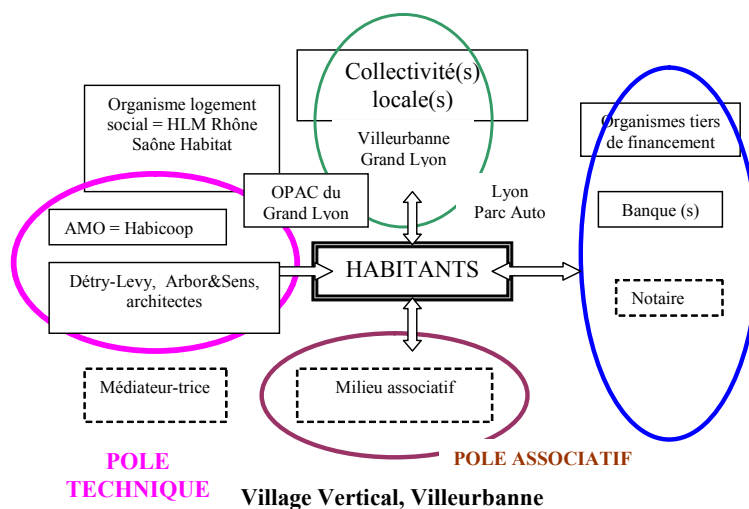 Collectivité(s)
locale(s)
Villeurbanne
Grand Lyon
Organisme logement
social = HLM Rhône
Saône Habitat
Organismes tiers
de financement
OPAC du
Grand Lyon
Lyon
Parc Auto
Banque (s)
AMO = Habicoop
HABITANTS
Détry-Levy, Arbor&Sens,
architectes
Notaire
Médiateur-trice
Milieu associatif
POLE
TECHNIQUE
POLE ASSOCIATIF
Village Vertical, Villeurbanne